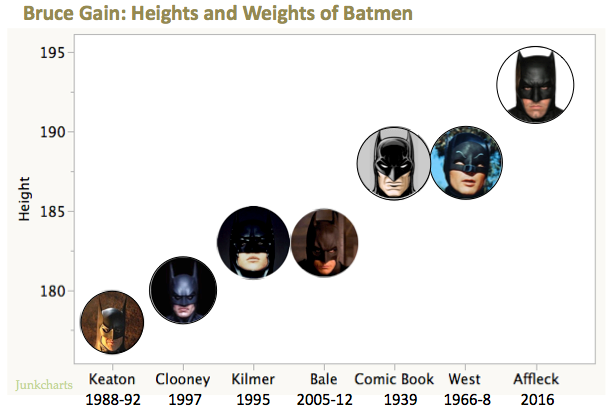 Bruce Gain: Heights and Weights of Batmen
195
190
185
180
Height
Keaton Clooney Kilmer Bale Comic Book West Affleck
1988-92 1997 1995 2005-12 1939 1966-8 2016
Junkcharts